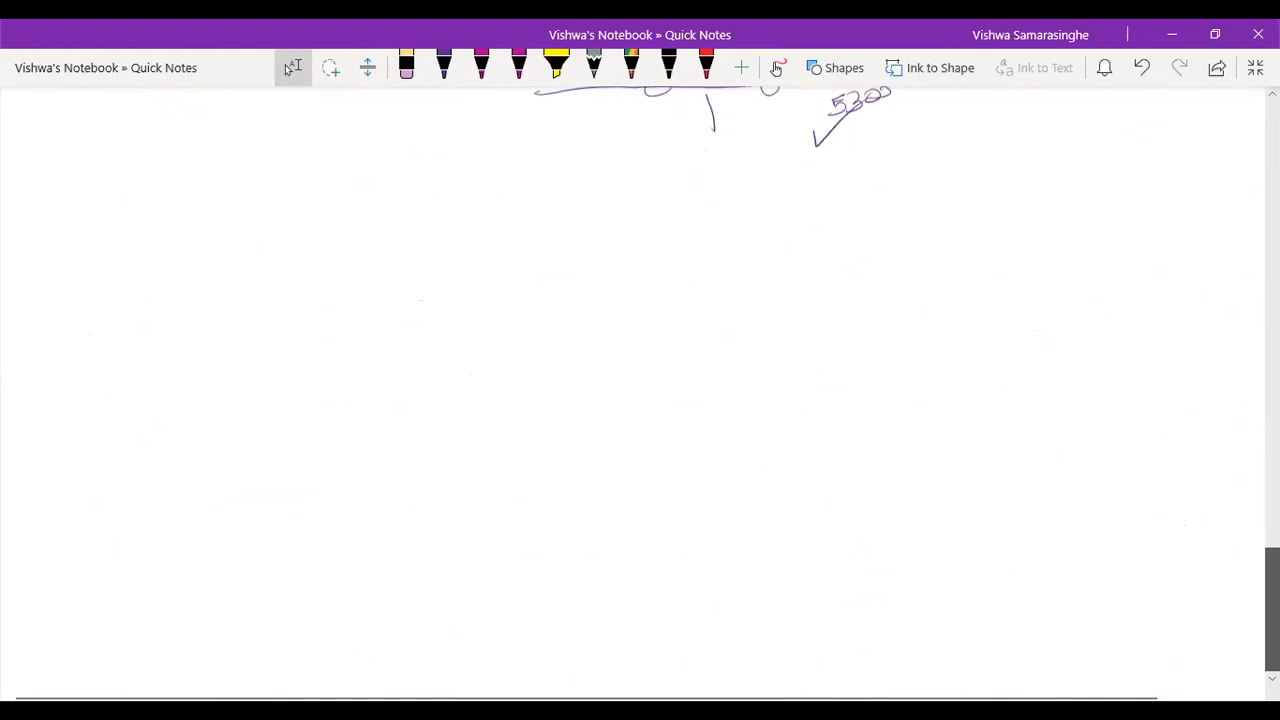 Vishwa's Notebook » Quick Notes
Vishwa Samarasinghe
Vishwa's Notebook » Quick Notes
Shapes
Ink to Shape
Ink to Text
5300